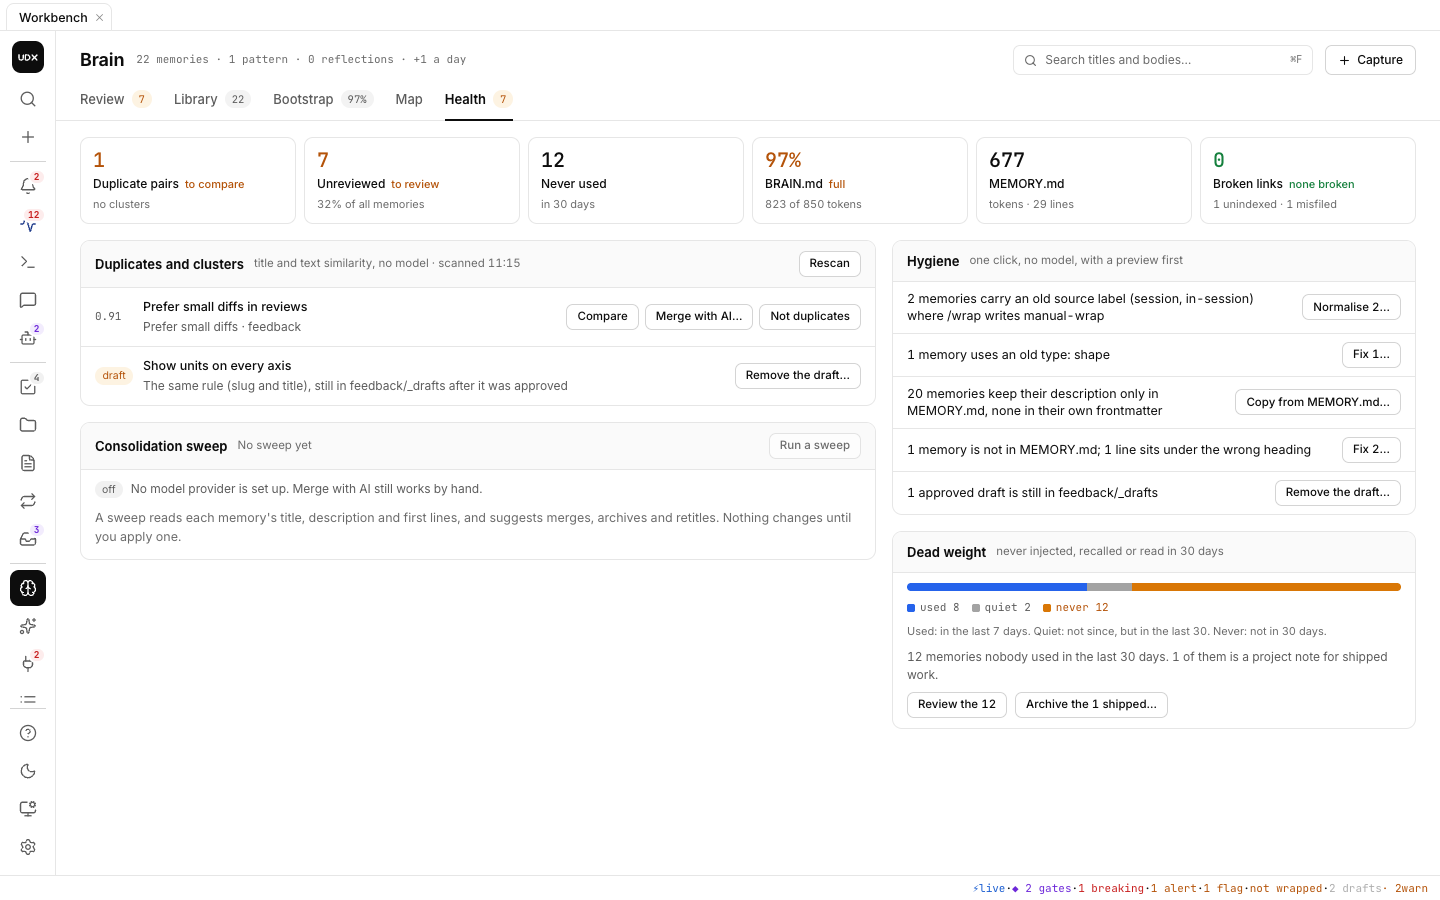 Workbench
UDX
Brain
22 memories · 1 pattern · 0 reflections · +1 a day
Search titles and bodies...
⌘F
Capture
Review 7
Library 22
Bootstrap 97%
Map
Health 7
2
12
2
4
3
2
1
Duplicate pairs to compare
no clusters
7
Unreviewed to review
32% of all memories
12
Never used
in 30 days
97%
BRAIN.md full
823 of 850 tokens
677
MEMORY.md
tokens · 29 lines
0
Broken links none broken
1 unindexed · 1 misfiled
Duplicates and clusters title and text similarity, no model · scanned 11:15
Rescan
0.91
Prefer small diffs in reviews
Prefer small diffs · feedback
Compare
Merge with AI...
Not duplicates
draft
Show units on every axis
The same rule (slug and title), still in feedback/_drafts after it was approved
Remove the draft...
Consolidation sweep No sweep yet
Run a sweep
off No model provider is set up. Merge with AI still works by hand.
A sweep reads each memory's title, description and first lines, and suggests merges, archives and retitles. Nothing changes until
you apply one.
Hygiene one click, no model, with a preview first
2 memories carry an old source label (session, in-session)
where /wrap writes manual-wrap
Normalise 2...
1 memory uses an old type: shape
Fix 1...
20 memories keep their description only in
MEMORY.md, none in their own frontmatter
Copy from MEMORY.md...
1 memory is not in MEMORY.md; 1 line sits under the wrong heading
Fix 2...
1 approved draft is still in feedback/_drafts
Remove the draft...
Dead weight never injected, recalled or read in 30 days
used 8 quiet 2 never 12
Used: in the last 7 days. Quiet: not since, but in the last 30. Never: not in 30 days.
12 memories nobody used in the last 30 days. 1 of them is a project note for shipped
work.
Review the 12
Archive the 1 shipped...
⚡live·◆ 2 gates·1 breaking·1 alert·1 flag·not wrapped·2 drafts· 2warn